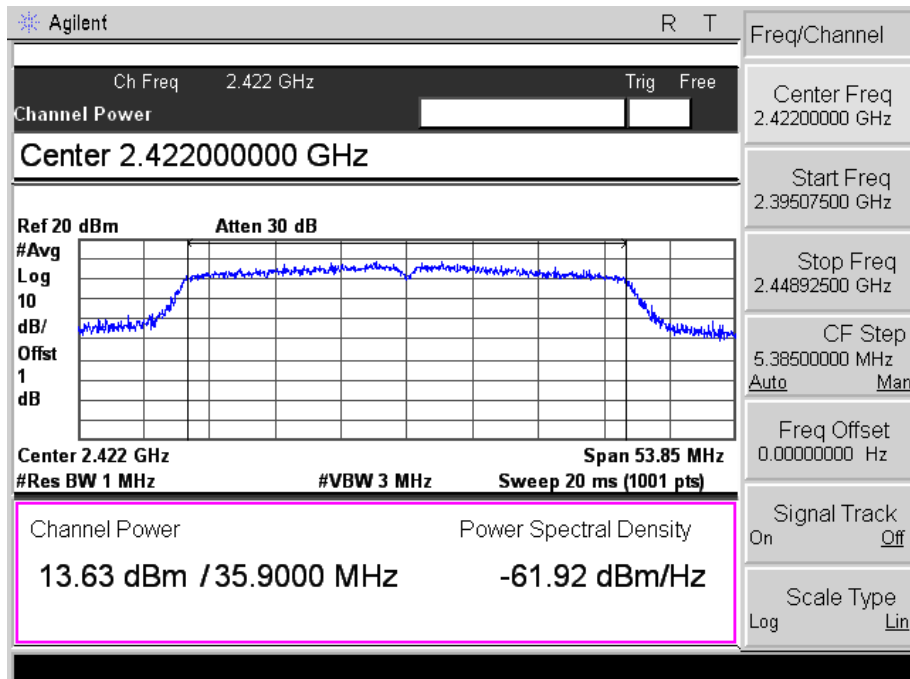 Agilent R T
Ch Freq 2.422 GHz Trig Free
Channel Power
Center 2.422000000 GHz
Ref 20 dBm Atten 30 dB
#Avg
Log
10
dB/
Offst
1
dB
Center 2.422 GHz Span 53.85 MHz
#Res BW 1 MHz #VBW 3 MHz Sweep 20 ms (1001 pts)
Channel Power Power Spectral Density
13.63 dBm / 35.9000 MHz -61.92 dBm/Hz
Freq/Channel
Center Freq
2.42200000 GHz
Start Freq
2.39507500 GHz
Stop Freq
2.44892500 GHz
CF Step
5.38500000 MHz
Auto Man
Freq Offset
0.00000000 Hz
Signal Track
On Off
Scale Type
Log Lin